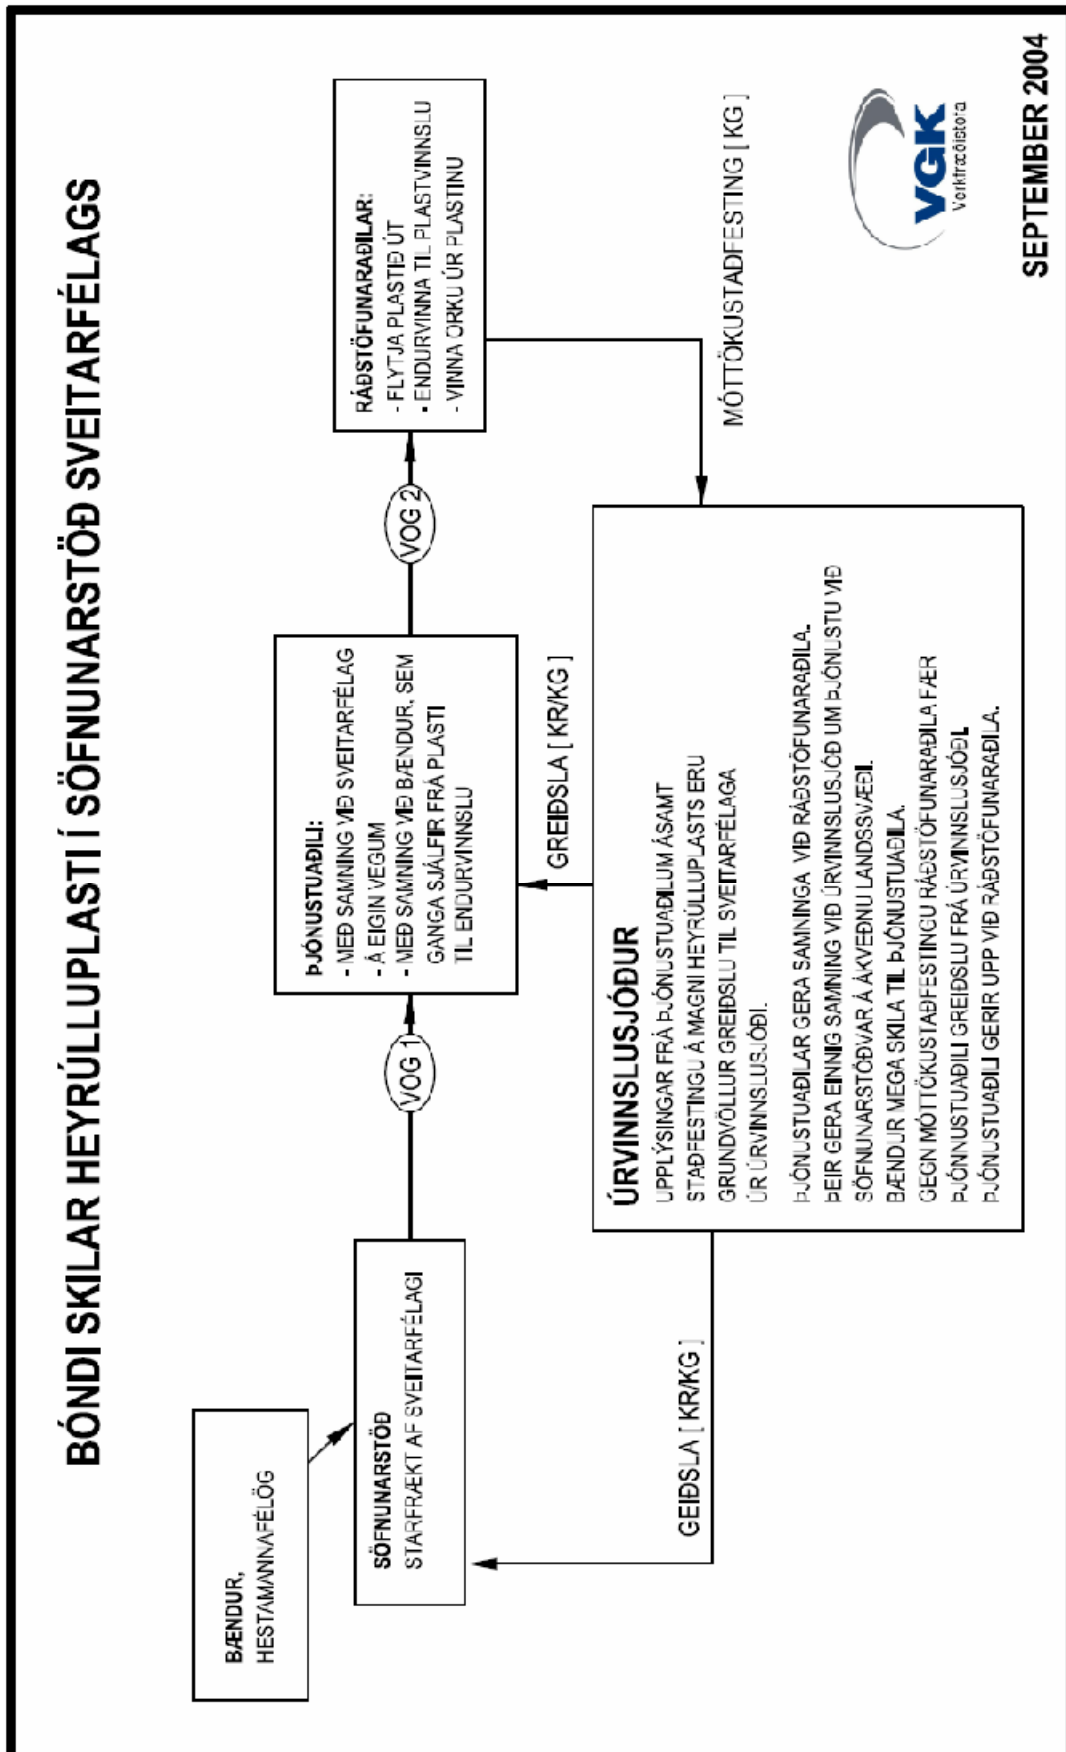 BÓNDI SKILAR HEYRÚLLUPLASTI Í SÖFNUNARSTÖÐ SVEITARFÉLAGS
BÆNDUR,
HESTAMANNAFÉLÖG
SÖFNUNARSTÖÐ
STARFRÆKT AF SVEITARFÉLAGI
VOG 1
ÞJÓNUSTUAÐILI:
- MEÐ SAMNING VIÐ SVEITARFÉLAG
- Á EIGIN VEGUM
- MEÐ SAMNING VIÐ BÆNDUR, SEM
GANGA SJÁLFIR FRÁ PLASTI
TIL ENDURVINNSLU
VOG 2
RÁÐSTÖFUNARAÐILAR:
- FLYTJA PLASTIÐ ÚT
- ENDURVINNA TIL PLASTVINNSLU
- VINNA ORKU ÚR PLASTINU
GEIÐSLA [ KR/KG ]
GREIÐSLA [ KR/KG ]
MÓTTÖKUSTAÐFESTING [ KG ]
ÚRVINNSLUSJÓÐUR
UPPLÝSINGAR FRÁ ÞJÓNUSTUAÐILUM ÁSAMT
STAÐFESTINGU Á MAGNI HEYRÚLLUPLASTS ERU
GRUNDVÖLLUR GREIÐSLU TIL SVEITARFÉLAGA
ÚR ÚRVINNSLUSJÓÐI.
ÞJÓNUSTUAÐILAR GERA SAMNINGA VIÐ RÁÐSTÖFUNARAÐILA.
ÞEIR GERA EINNIG SAMNING VIÐ ÚRVINNSLUSJÓÐ UM ÞJÓNUSTU VIÐ
SÖFNUNARSTÖÐVAR Á ÁKVEÐNU LANDSSVÆÐI.
BÆNDUR MEGA SKILA TIL ÞJÓNUSTUAÐILA.
GEGN MÓTTÖKUSTAÐFESTINGU RÁÐSTÖFUNARAÐILA FÆR
ÞJÓNNUSTUAÐILI GREIÐSLU FRÁ ÚRVINNSLUSJÓÐI.
ÞJÓNUSTUAÐILI GERIR UPP VIÐ RÁÐSTÖFUNARAÐILA.
VGK
Verkfræðistofa
SEPTEMBER 2004